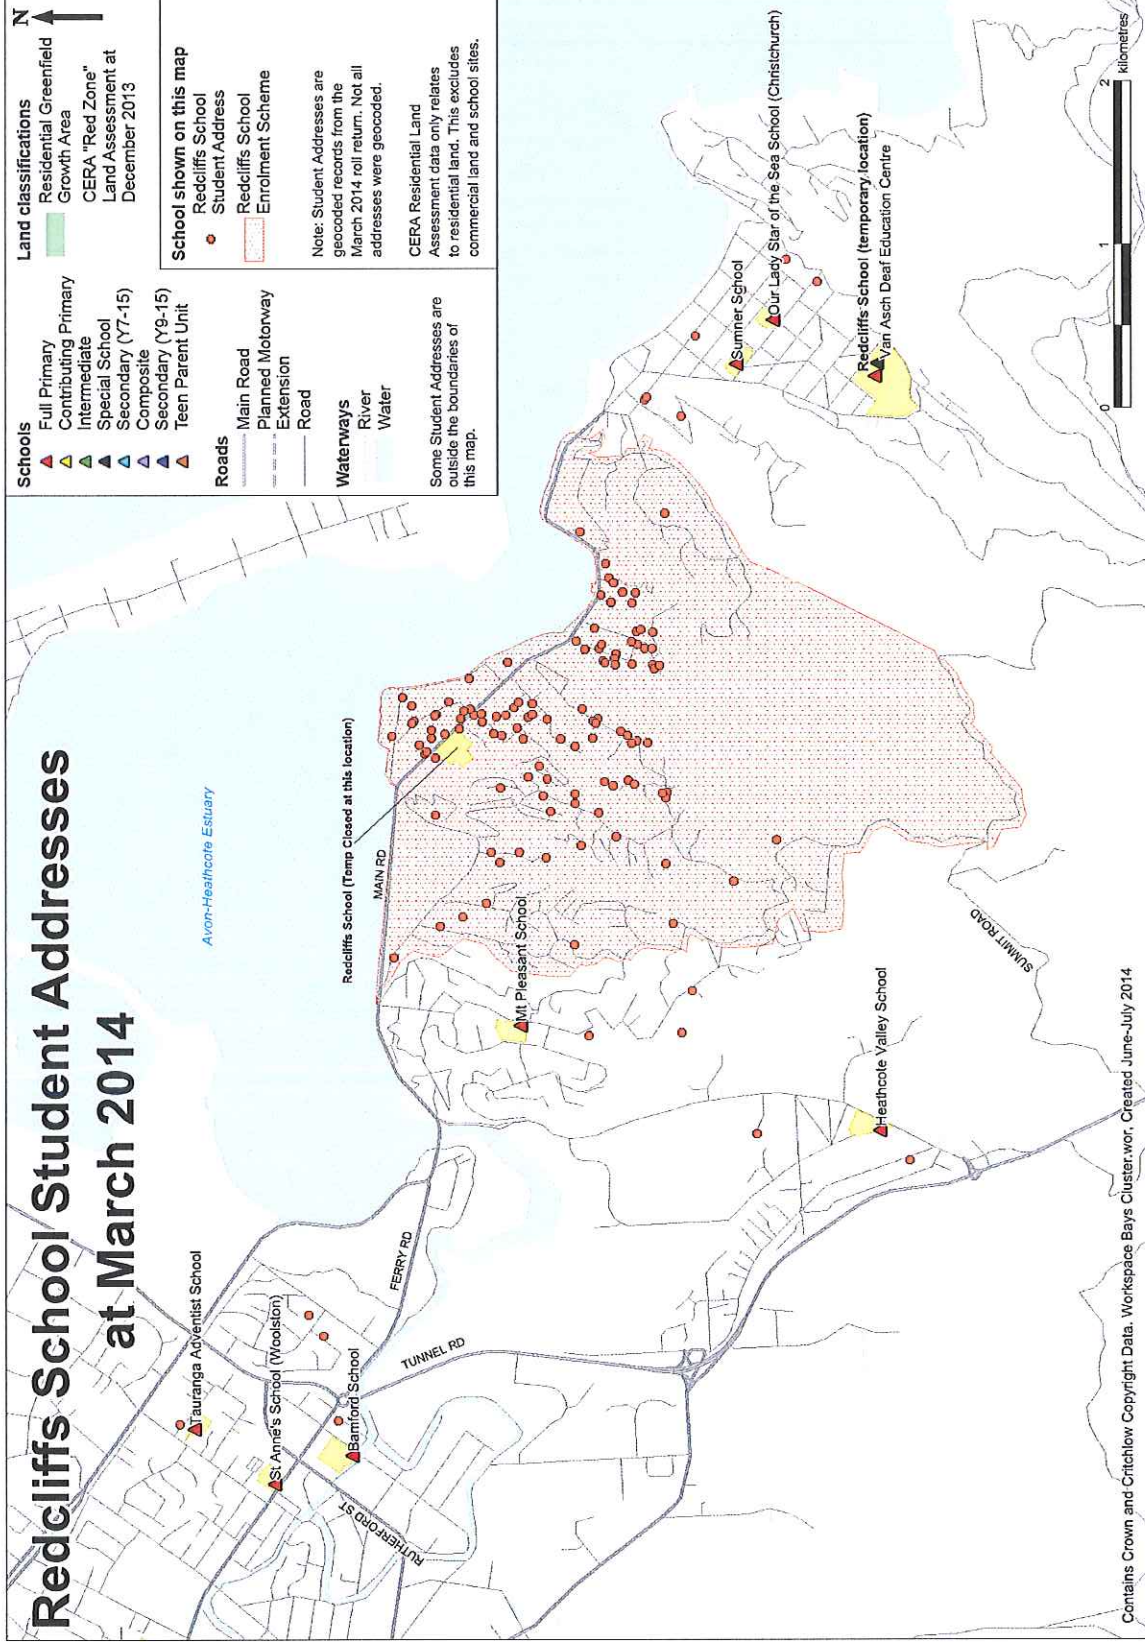 Redcliffs School Student Addresses
at March 2014
N
Schools
Full Primary
Contributing Primary
Intermediate
Special School
Secondary (Y7-15)
Composite
Secondary (Y9-15)
Teen Parent Unit
Roads
Main Road
Planned Motorway
Extension
Road
Waterways
River
Water
Some Student Addresses are
outside the boundaries of
this map.
Land classifications
Residential Greenfield
Growth Area
CERA "Red Zone"
Land Assessment at
December 2013
School shown on this map
Redcliffs School
Student Address
Redcliffs School
Enrolment Scheme
Note: Student Addresses are
geocoded records from the
March 2014 roll return. Not all
addresses were geocoded.
CERA Residential Land
Assessment data only relates
to residential land. This excludes
commercial land and school sites.
Avon-Heathcote Estuary
Tauranga Adventist School
St Anne's School (Woolston)
Bamford School
RUTHERFORD ST
FERRY RD
TUNNEL RD
MAIN RD
Redcliffs School (Temp Closed at this location)
Mt Pleasant School
Heathcote Valley School
SUMMIT ROAD
Sumner School
Our Lady Star of the Sea School (Christchurch)
Redcliffs School (temporary location)
Van Asch Deaf Education Centre
0 1 2
kilometres
Contains Crown and Critchlow Copyright Data. Workspace Bays Cluster.wor. Created June-July 2014